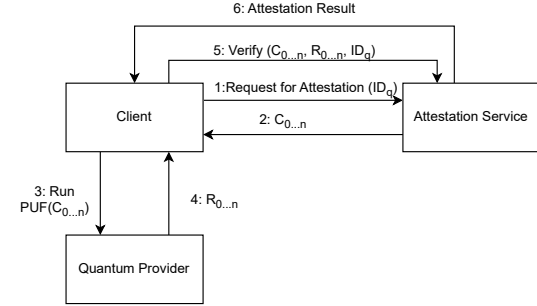 6: Attestation Result
5: Verify (C0...n, R0...n, IDq)
1:Request for Attestation (IDq)
Client
Attestation Service
2: C0...n
3: Run
PUF(C0...n)
4: R0...n
Quantum Provider